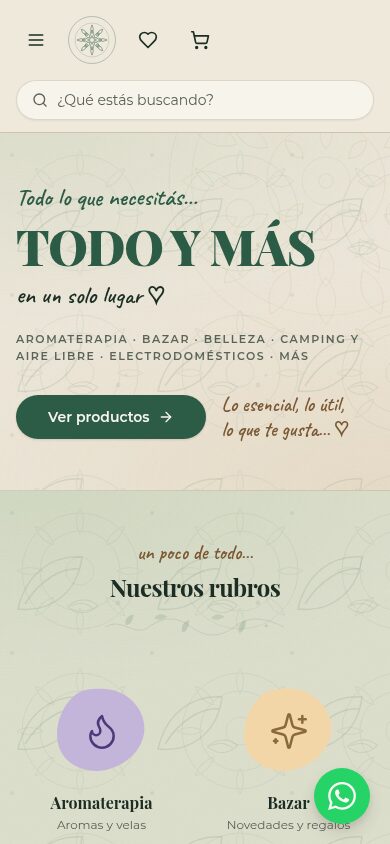 ¿Qué estás buscando?
Todo lo que necesitás...
TODO Y MÁS
en un solo lugar ♡
AROMATERAPIA · BAZAR · BELLEZA · CAMPING Y
AIRE LIBRE · ELECTRODOMÉSTICOS · MÁS
Ver productos →
Lo esencial, lo útil,
lo que te gusta... ♡
un poco de todo...
Nuestros rubros
Aromaterapia
Aromas y velas
Bazar
Novedades y regalos